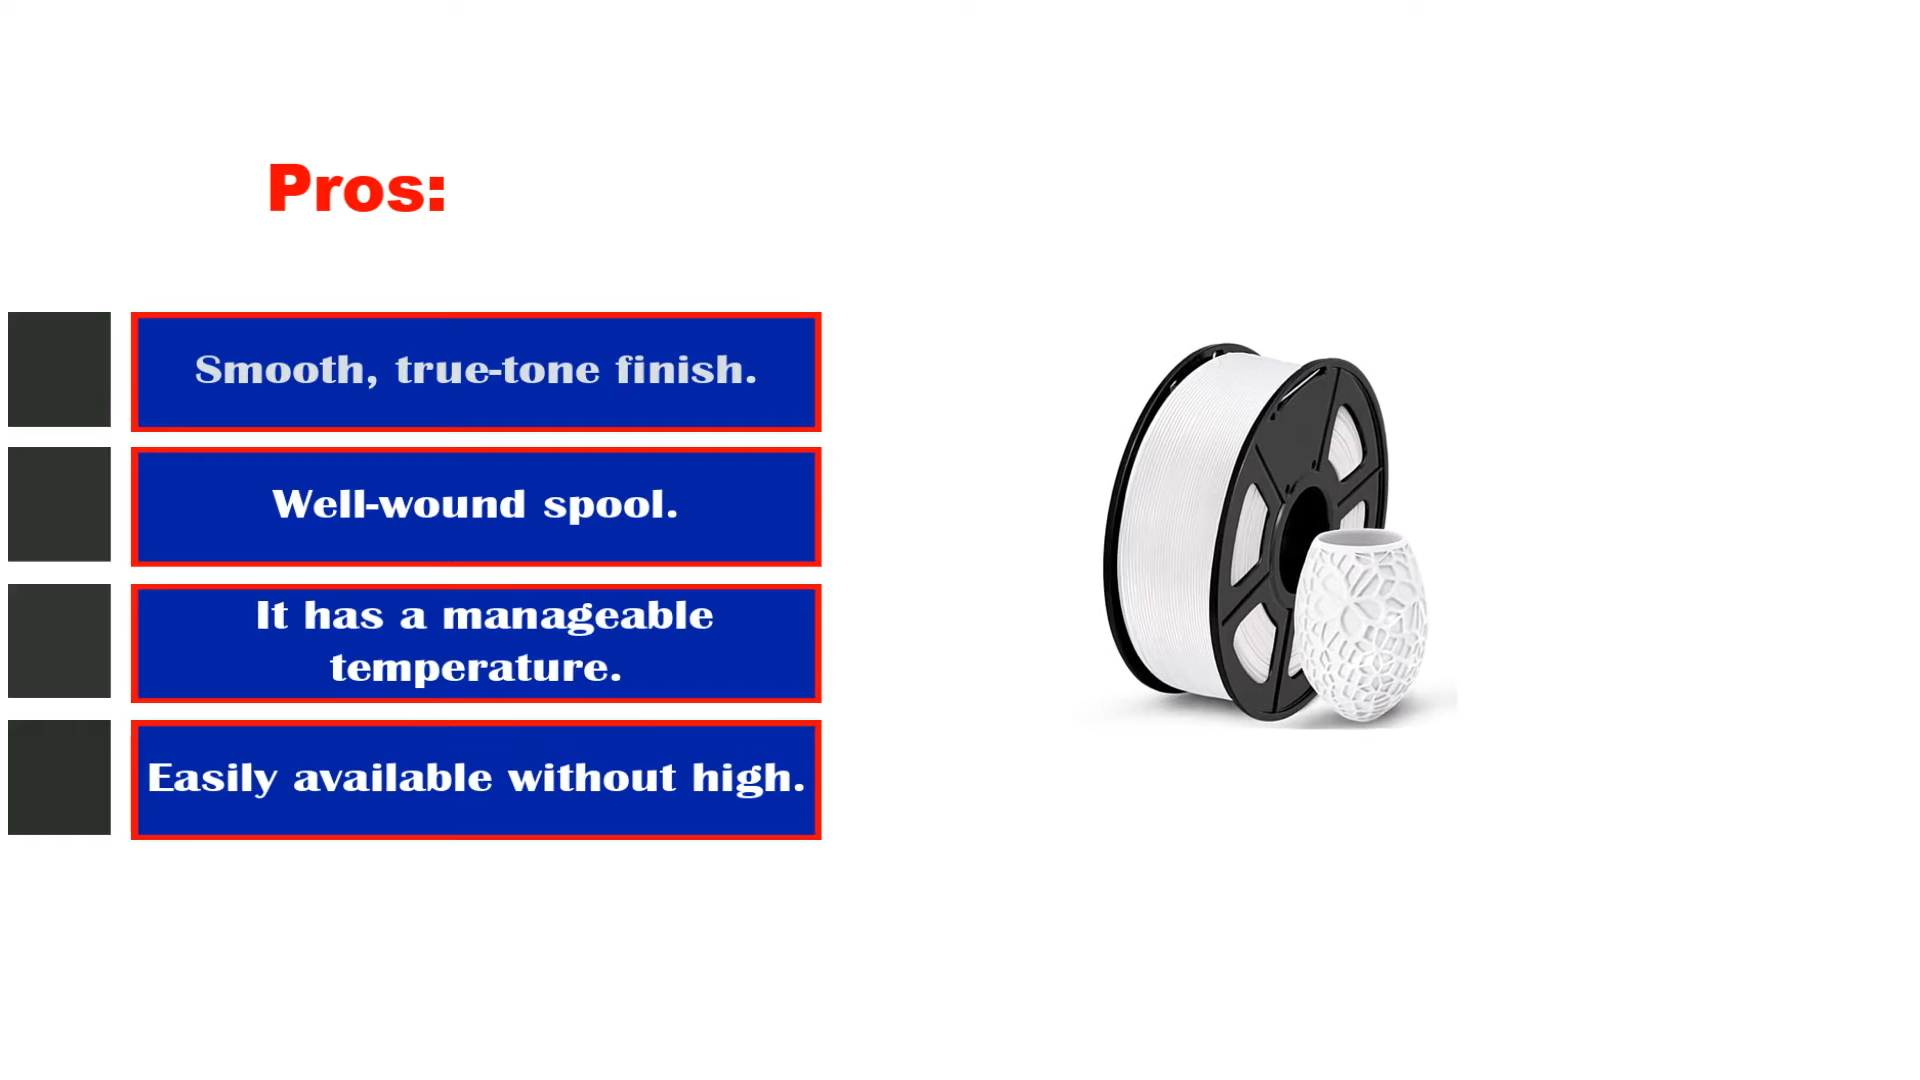 Pros:
Smooth, true-tone finish.
Well-wound spool.
It has a manageable
temperature.
Easily available without high.